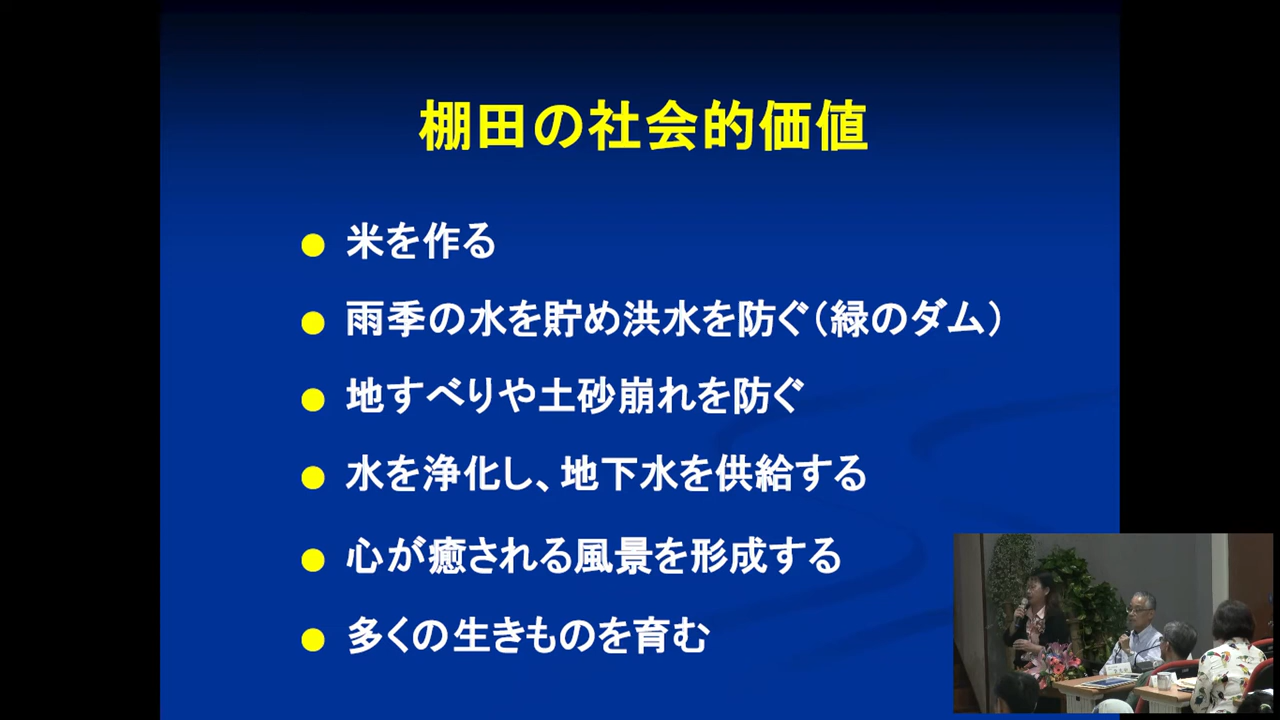 棚田の社会的価値
● 米を作る
● 雨季の水を貯め洪水を防ぐ（緑のダム）
● 地すべりや土砂崩れを防ぐ
● 水を浄化し、地下水を供給する
● 心が癒される風景を形成する
● 多くの生きものを育む